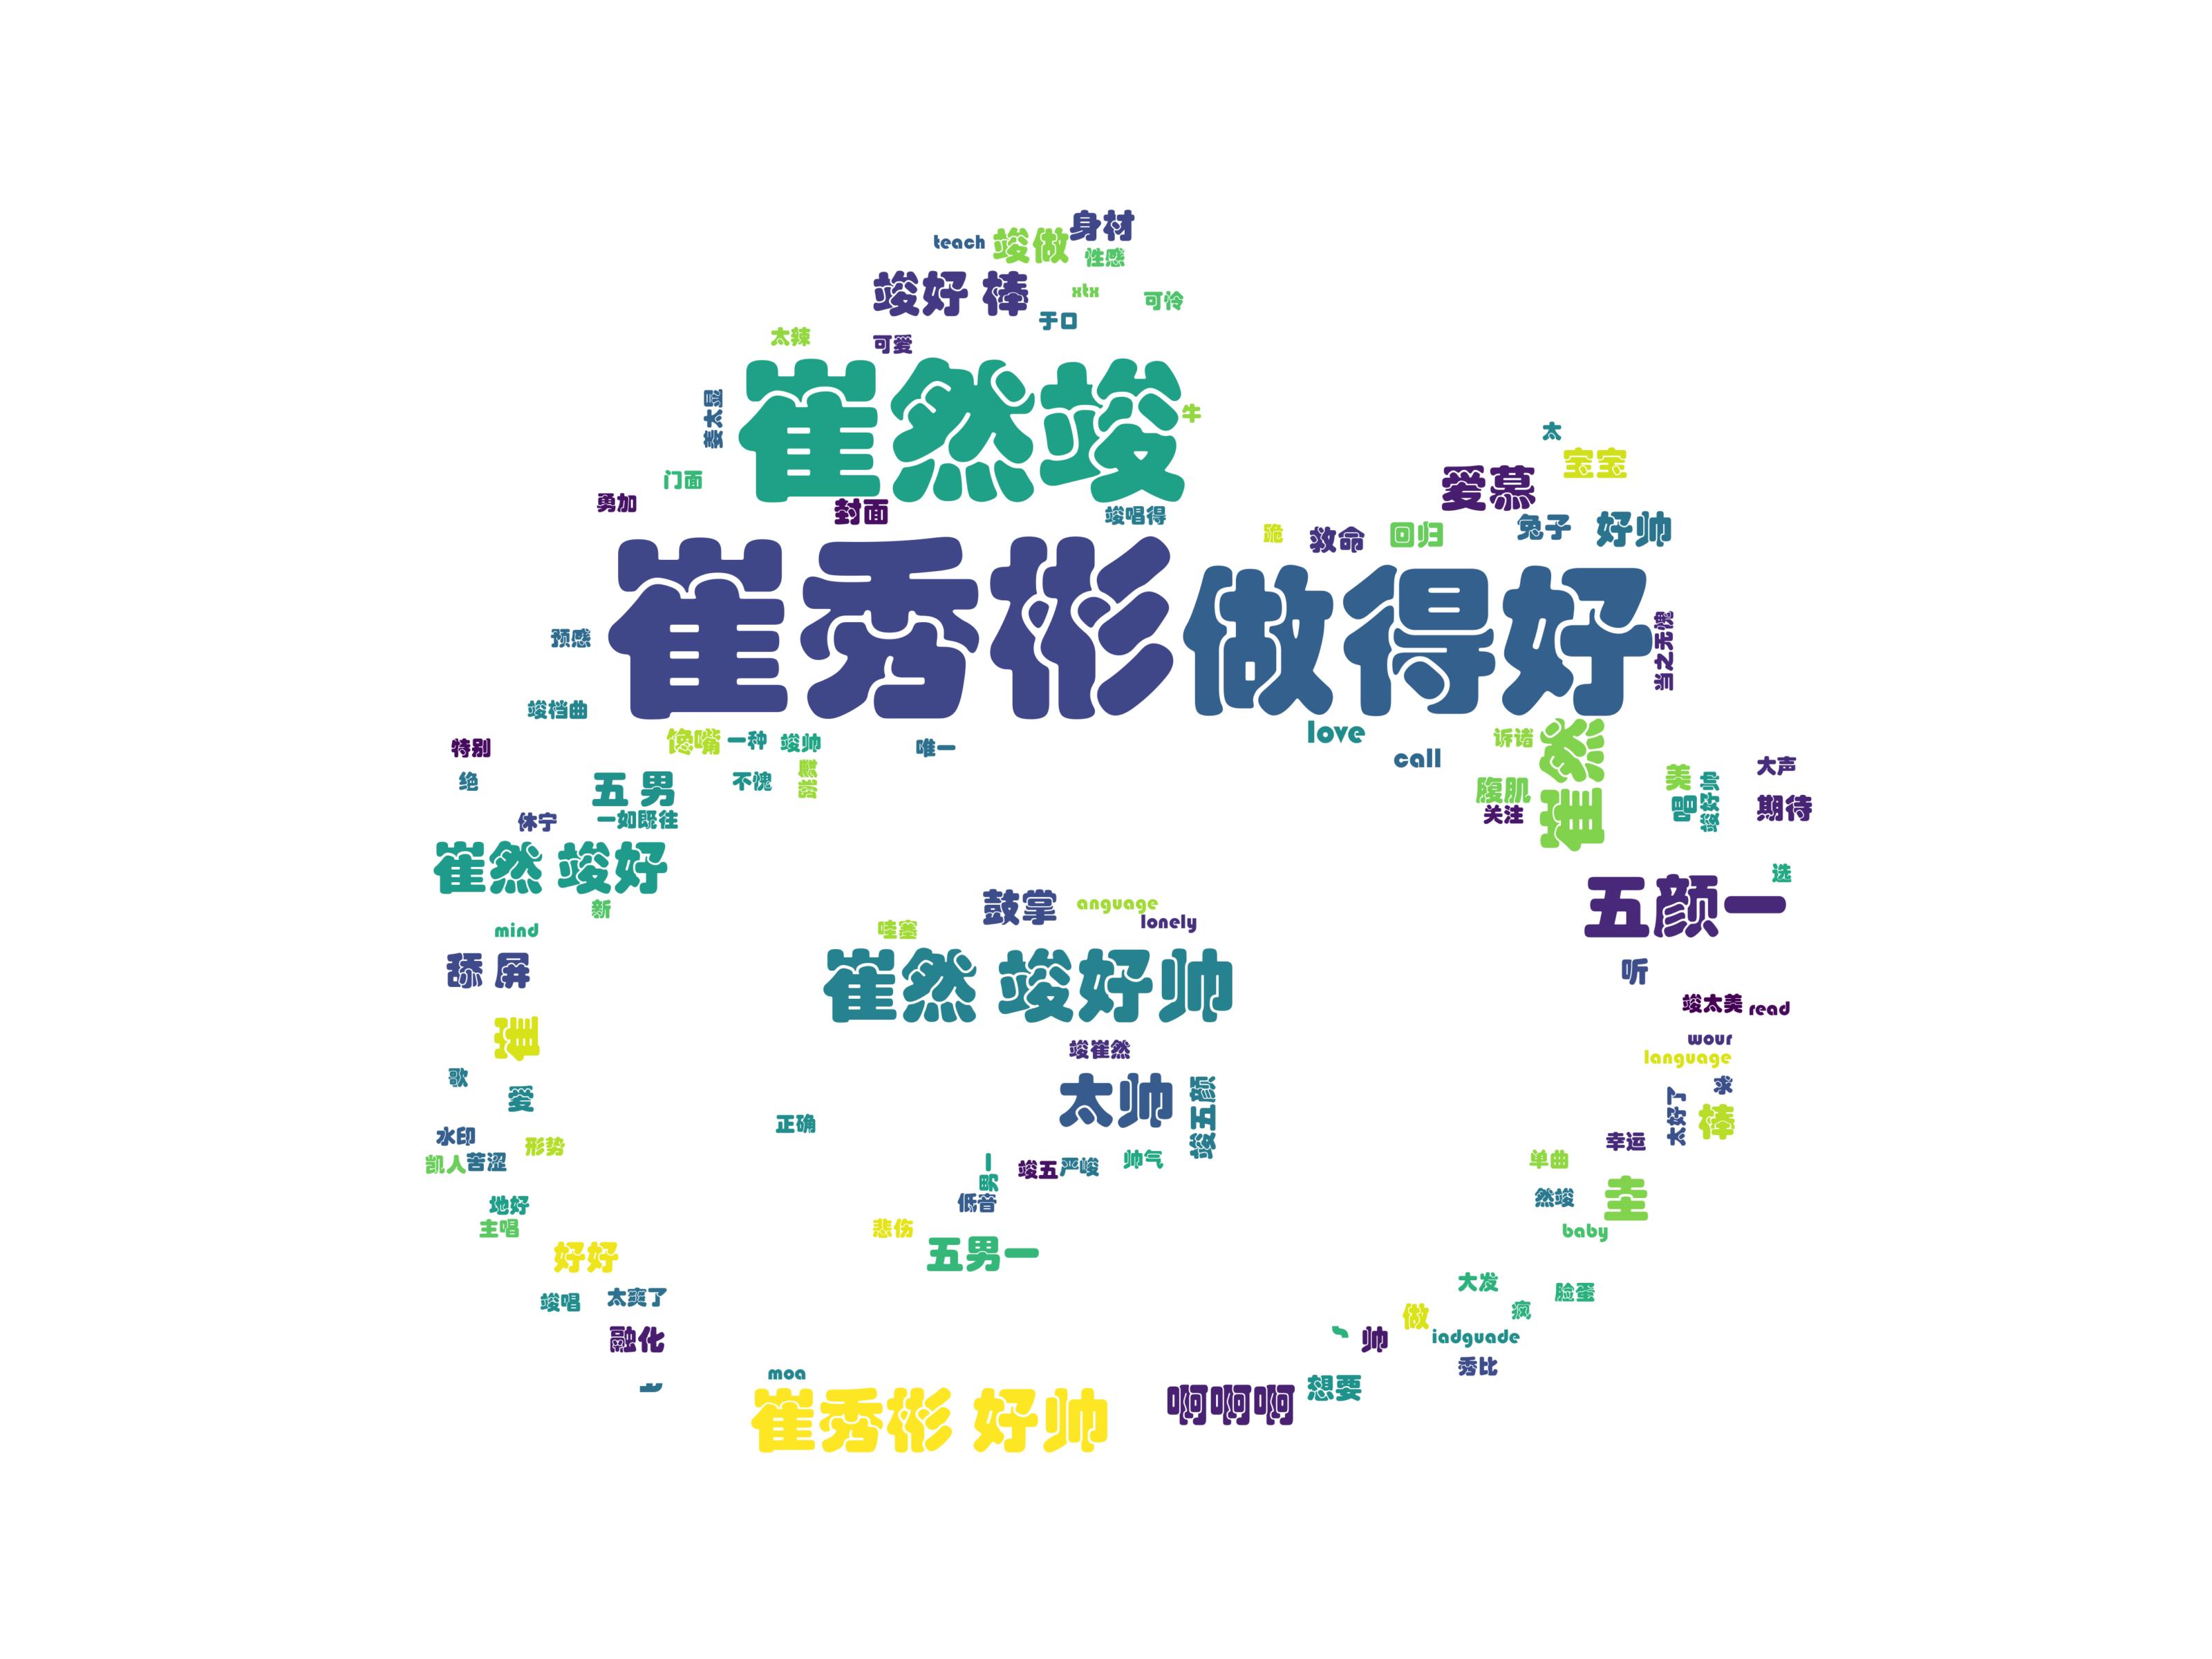 身材
teach 竣做
性感
竣好 棒
xtx
可怜
于口
太辣
可爱
崔然竣
牛
姜太显
太
宝宝
门面
爱慕
勇加
封面
竣唱得
兔子 好帅
跪 救命 回归
崔秀彬
做得好
当之无愧
预感
竣档曲
love
诉诸
崔然
特别
馋嘴 一种 竣帅
唯一
call
大声
绝
五 男
不愧
腹肌
美
竣好帅
唱
期待
关注
休宁
一如既往
崔然 竣好
选
新
鼓掌
anguage
五颜一
mind
哇塞
lonely
舔 屏
崔然 竣好帅
听
竣太美 read
崔
竣崔然
wour
language
歌
爱
太帅
竣五颜
求
太好了
棒
水印
正确
形势
幸运
凯人 苦涩
男一
竣五 严峻
帅气
单曲
地好
低音
然竣
圭
主唱
悲伤
baby
好好
五男一
竣唱
太爽了
大发
脸蛋
疯
融化
做
帅
iadguade
秀比
moa
崔秀彬 好帅
啊啊啊
想要